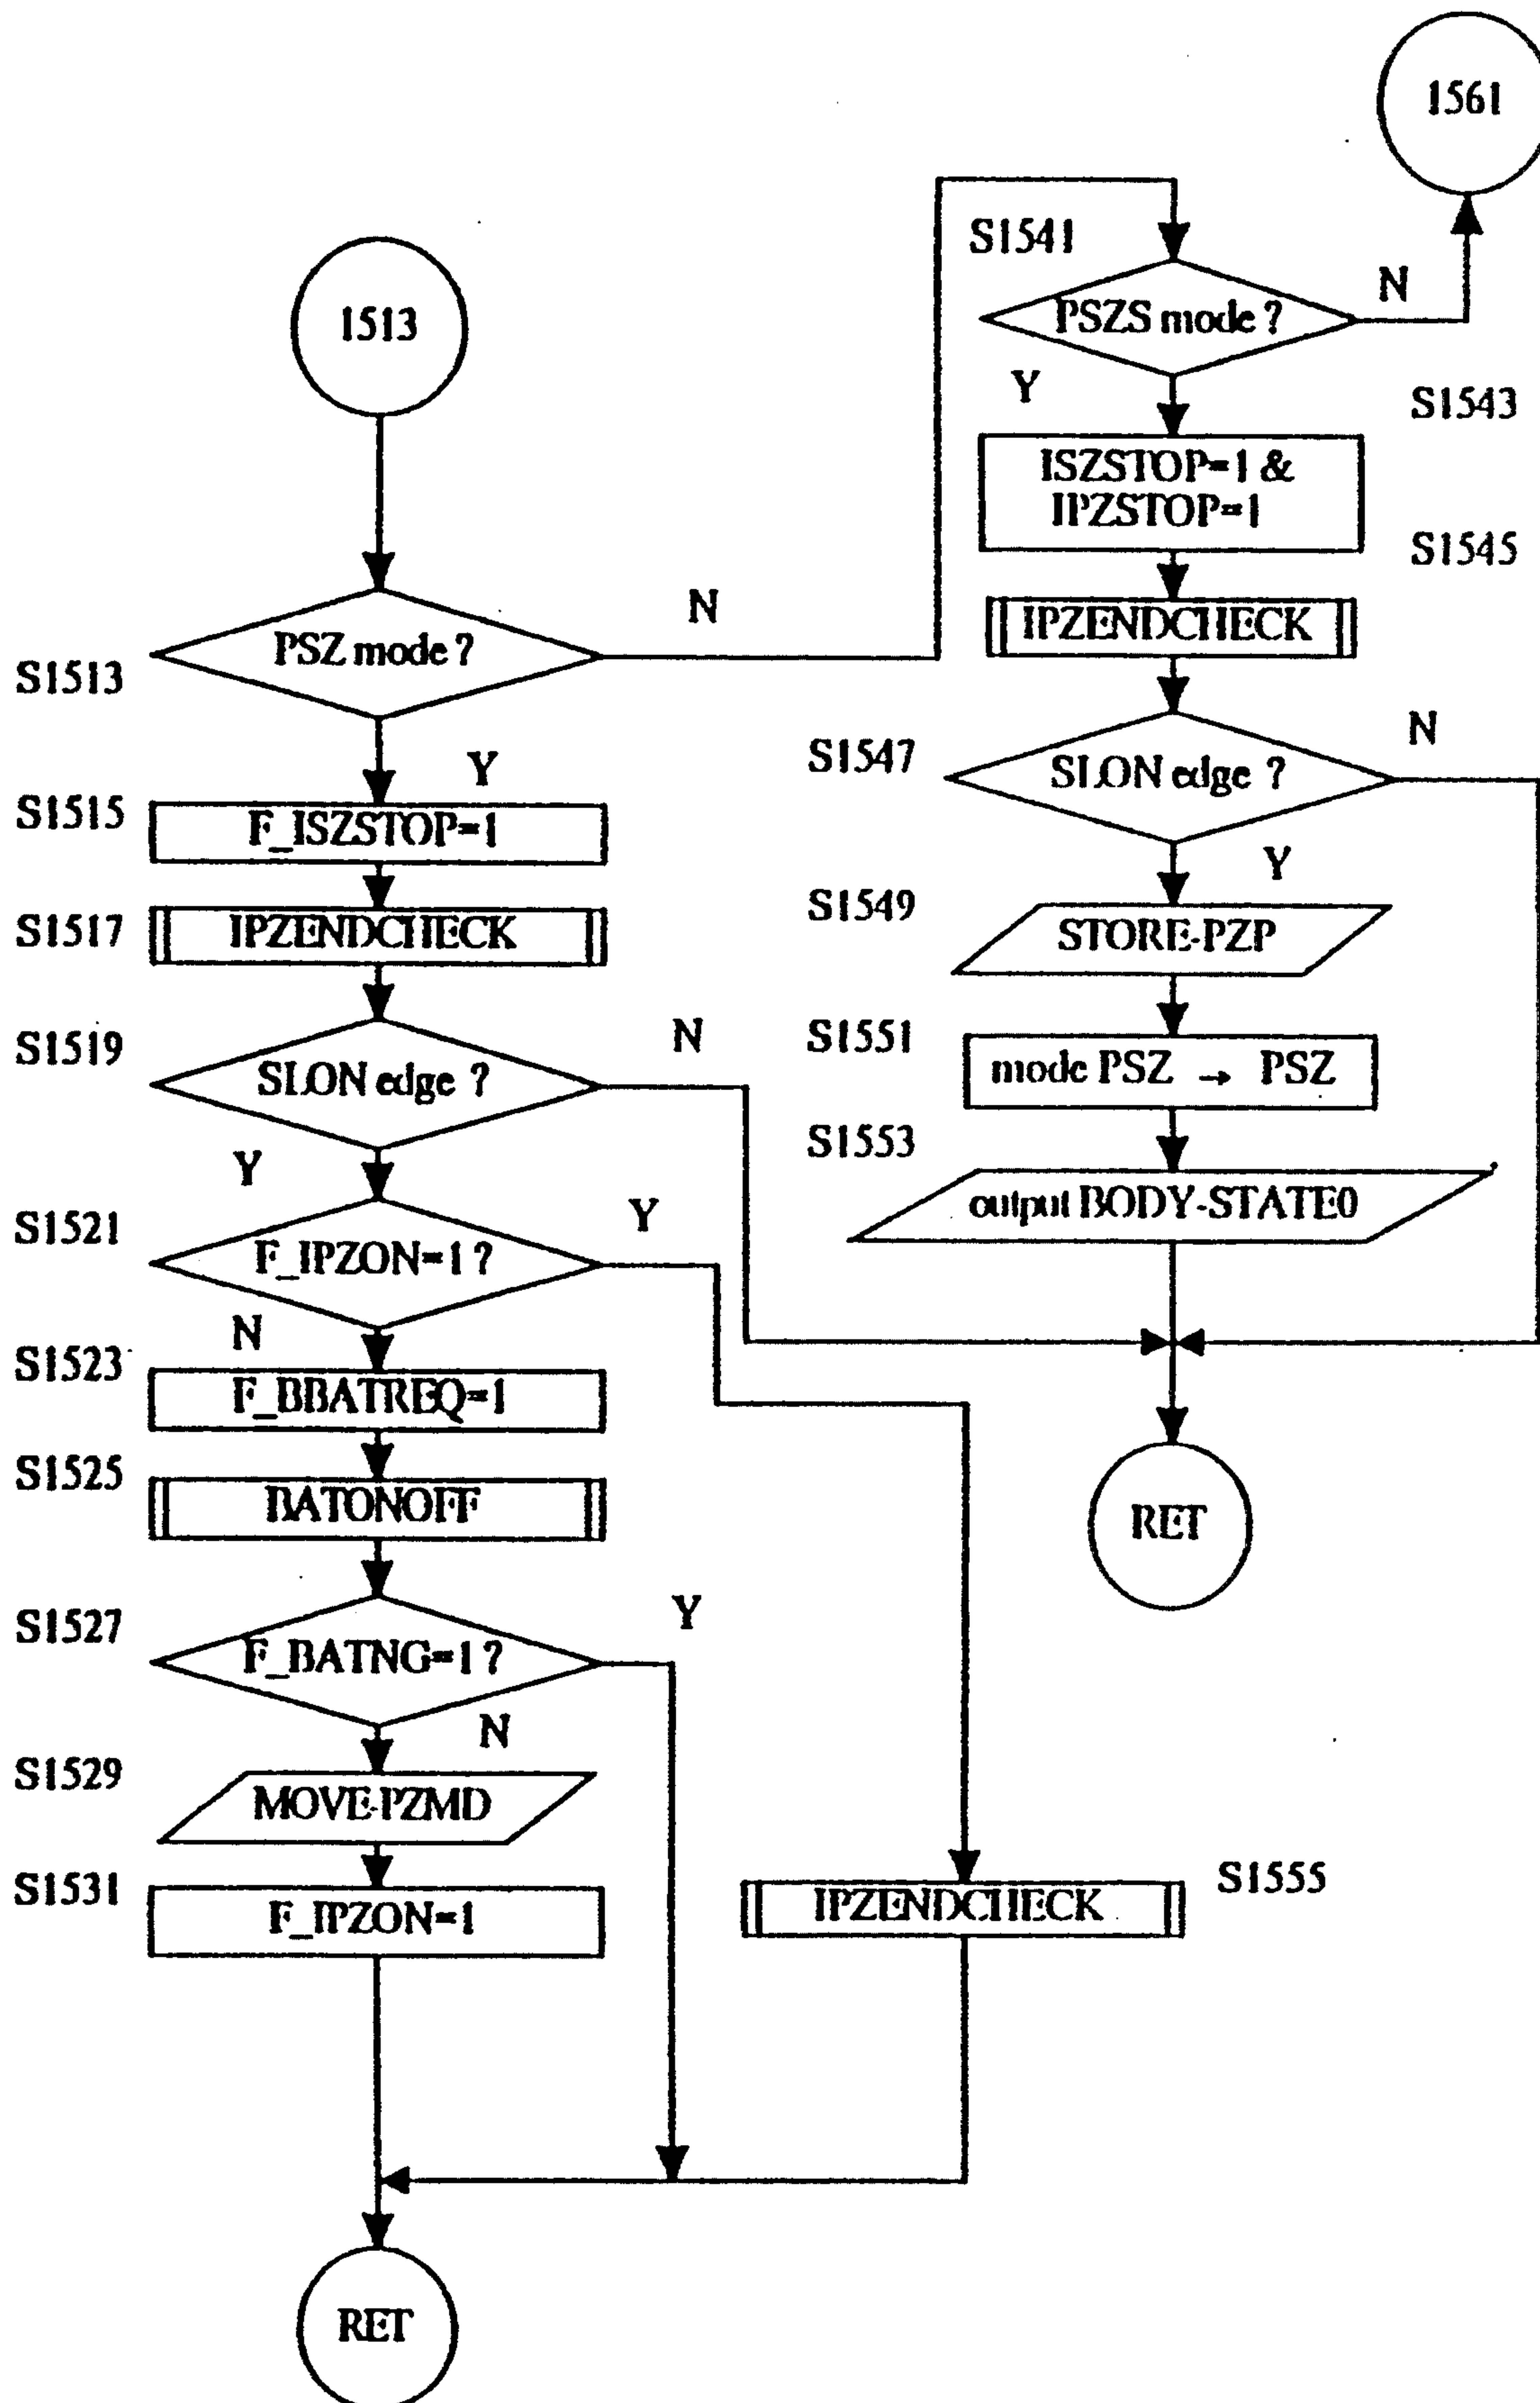 1561
S1541
PSZS mode ?
N
Y
S1543
ISZSTOP=1 &
IPZSTOP=1
S1545
IPZENDCHECK
S1547
SLON edge ?
N
Y
S1549
STORE-PZP
S1551
mode PSZ → PSZ
S1553
output BODY-STATE0
RET
1513
S1513
PSZ mode ?
N
Y
S1515
F_ISZSTOP=1
S1517
IPZENDCHECK
S1519
SLON edge ?
N
Y
S1521
F_IPZON=1 ?
Y
N
S1523
F_BBATREQ=1
S1525
BATONOFF
S1527
F_BATNG=1 ?
Y
N
S1529
MOVE-PZMD
S1531
F_IPZON=1
S1555
IPZENDCHECK
RET